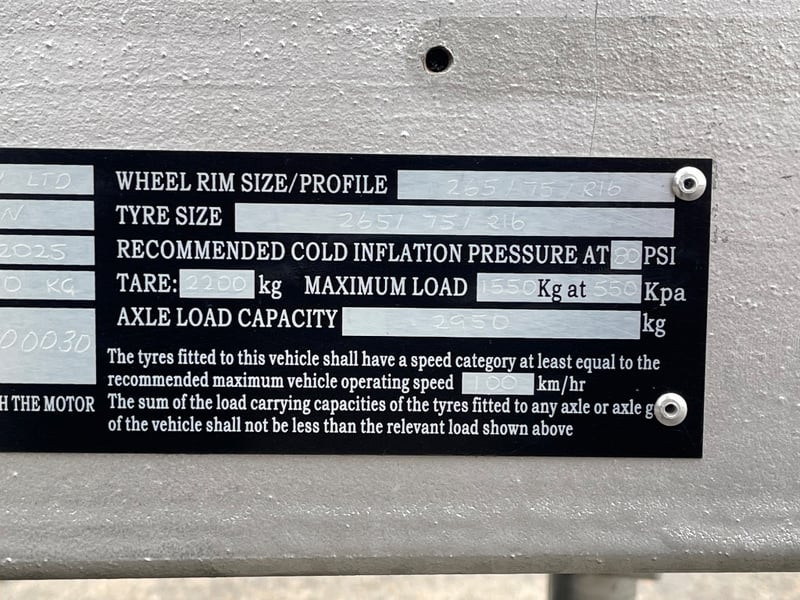 Y LTD
N
2025
0 KG
00030
H THE MOTOR
WHEEL RIM SIZE/PROFILE 265/75/R16
TYRE SIZE 265/75/R16
RECOMMENDED COLD INFLATION PRESSURE AT 80 PSI
TARE: 2200 kg MAXIMUM LOAD 1550 Kg at 550 Kpa
AXLE LOAD CAPACITY 2950 kg
The tyres fitted to this vehicle shall have a speed category at least equal to the
recommended maximum vehicle operating speed 100 km/hr
The sum of the load carrying capacities of the tyres fitted to any axle or axle g
of the vehicle shall not be less than the relevant load shown above